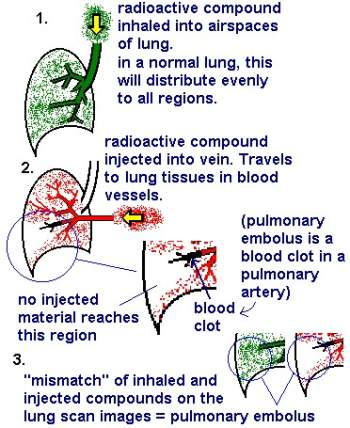 1.
radioactive compound
inhaled into airspaces
of lung.
in a normal lung, this
will distribute evenly
to all regions.
radioactive compound
injected into vein. Travels
to lung tissues in blood
vessels.
2.
(pulmonary
embolus is a
blood clot in a
pulmonary
artery)
no injected
material reaches
this region
blood
clot
3.
"mismatch" of inhaled and
injected compounds on the
lung scan images = pulmonary embolus